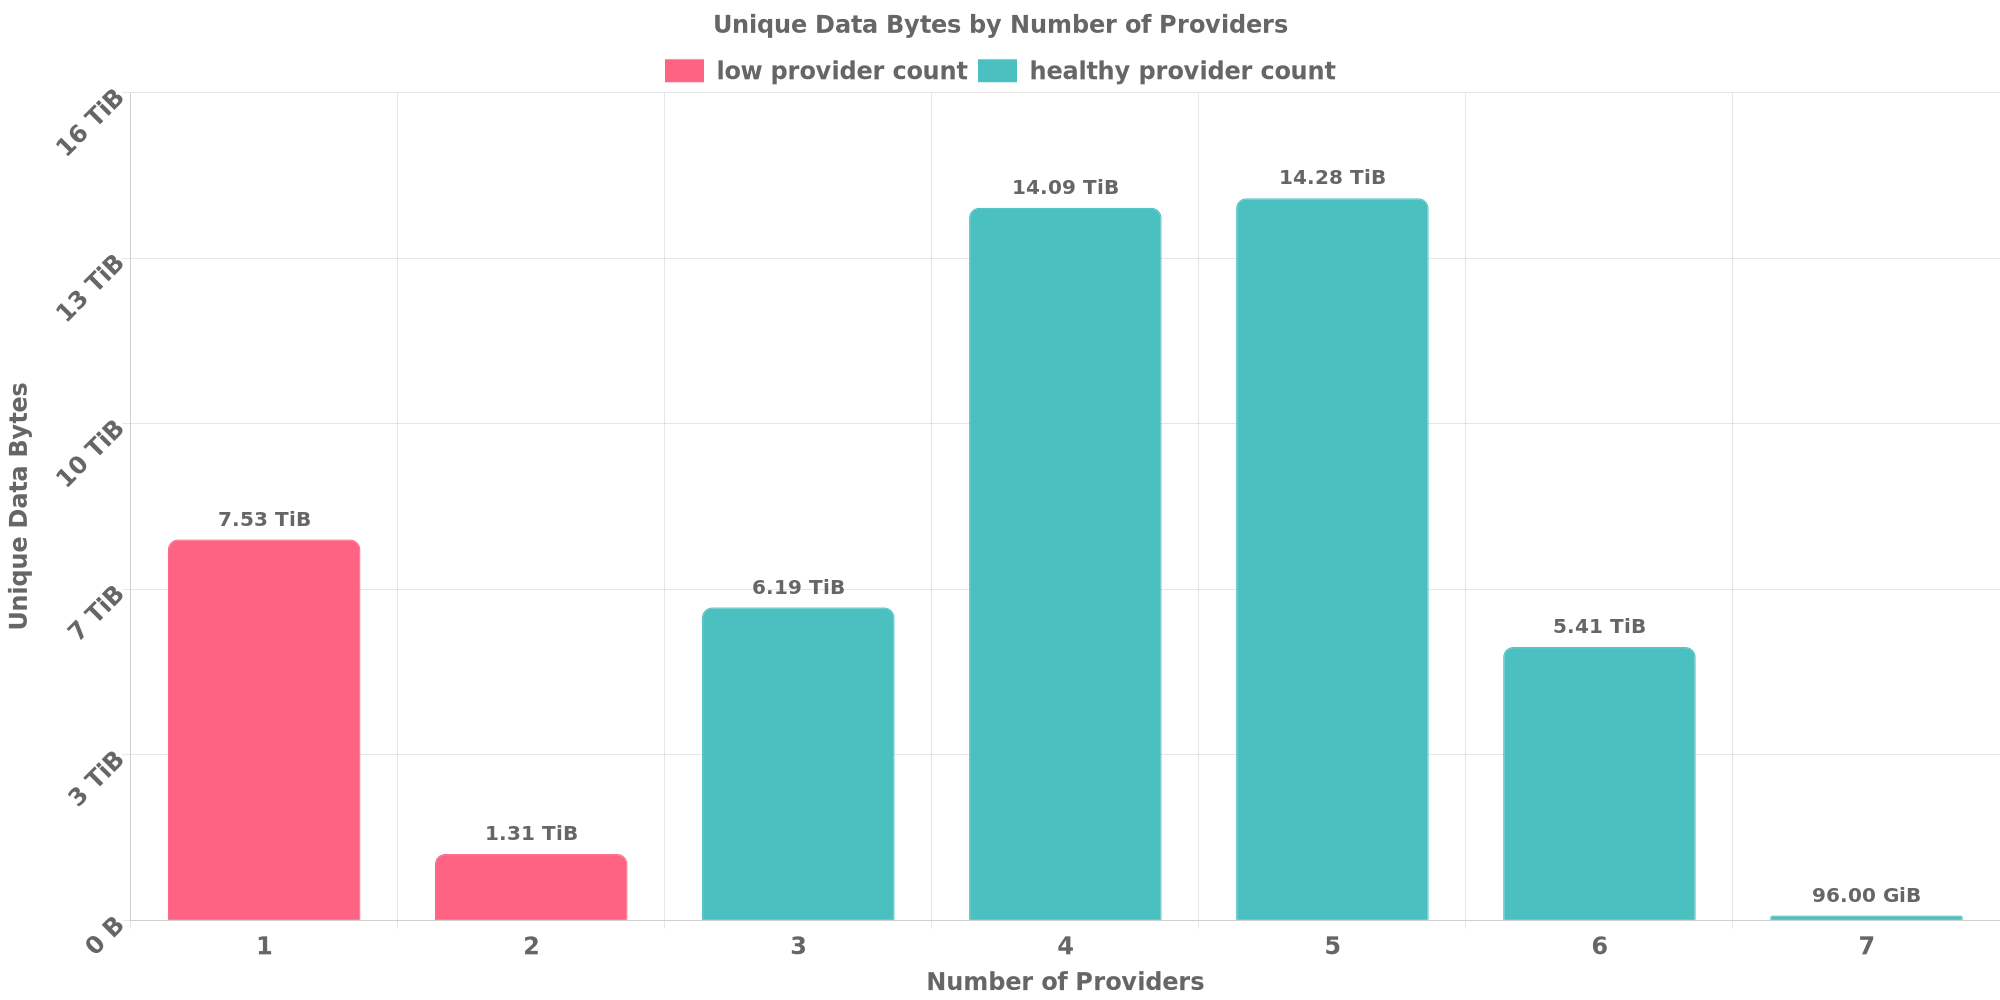 Unique Data Bytes by Number of Providers
low provider count healthy provider count
16 TiB
13 TiB
10 TiB
7 TiB
3 TiB
0 B
Unique Data Bytes
7.53 TiB
1.31 TiB
6.19 TiB
14.09 TiB
14.28 TiB
5.41 TiB
96.00 GiB
1 2 3 4 5 6 7
Number of Providers